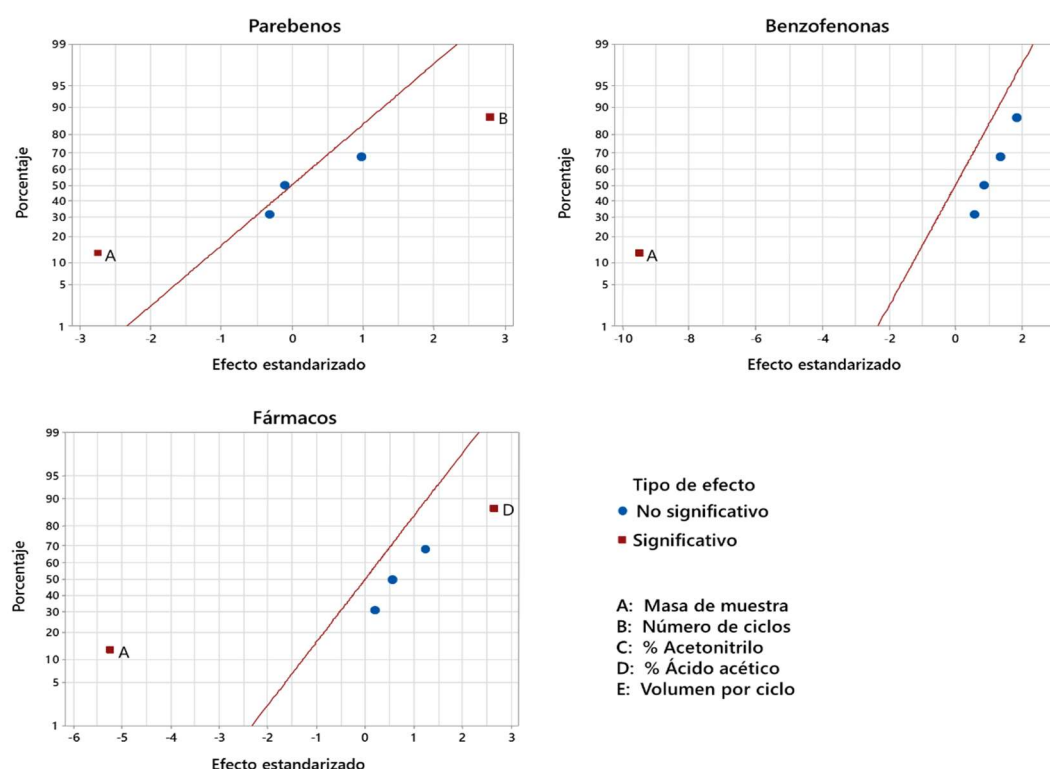 Parebenos
99
95
90
80
70
60
50
40
30
20
10
5
1
Porcentaje
A
B
-3 -2 -1 0 1 2 3
Efecto estandarizado
Benzofenonas
99
95
90
80
70
60
50
40
30
20
10
5
1
Porcentaje
A
-10 -8 -6 -4 -2 0 2
Efecto estandarizado
Fármacos
99
95
90
80
70
60
50
40
30
20
10
5
1
Porcentaje
A
D
-6 -5 -4 -3 -2 -1 0 1 2 3
Efecto estandarizado
Tipo de efecto
No significativo
Significativo
A: Masa de muestra
B: Número de ciclos
C: % Acetonitrilo
D: % Ácido acético
E: Volumen por ciclo